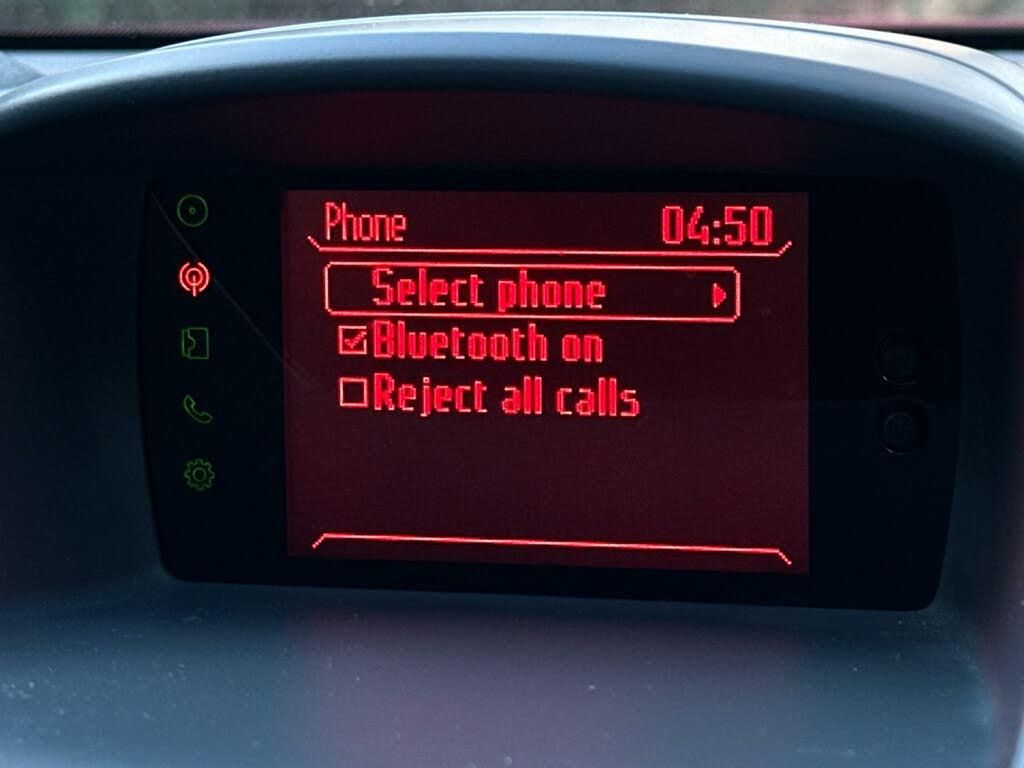 Phone 04:50
Select phone
Bluetooth on
Reject all calls